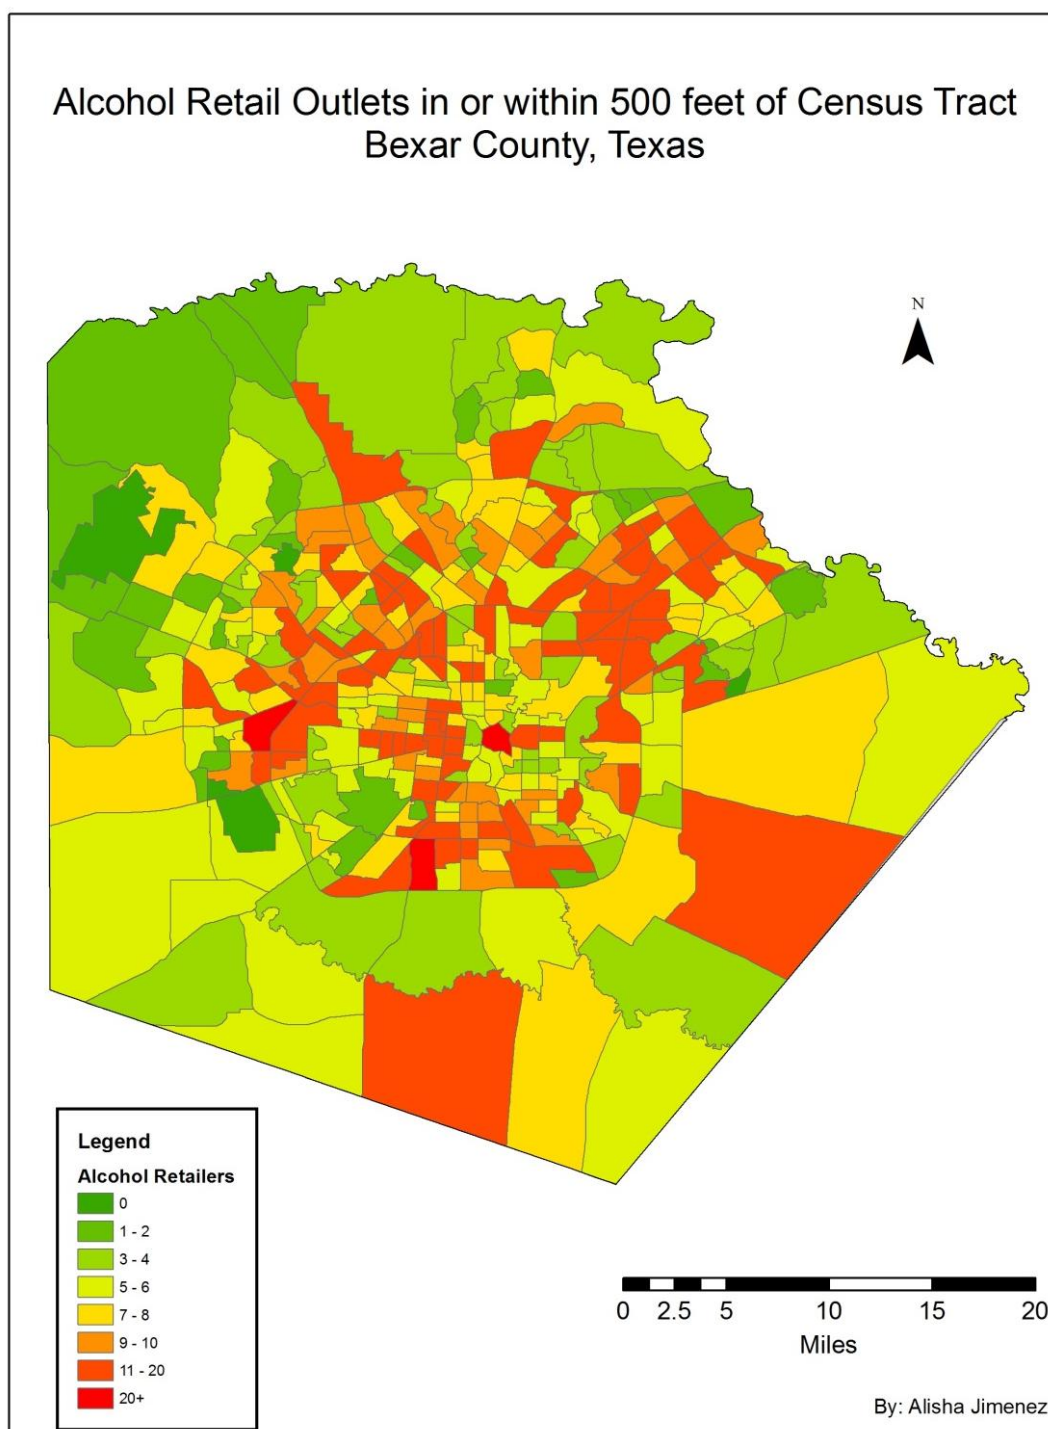 Alcohol Retail Outlets in or within 500 feet of Census Tract
Bexar County, Texas
N
Legend
Alcohol Retailers
0
1 - 2
3 - 4
5 - 6
7 - 8
9 - 10
11 - 20
20+
0 2.5 5 10 15 20
Miles
By: Alisha Jimenez